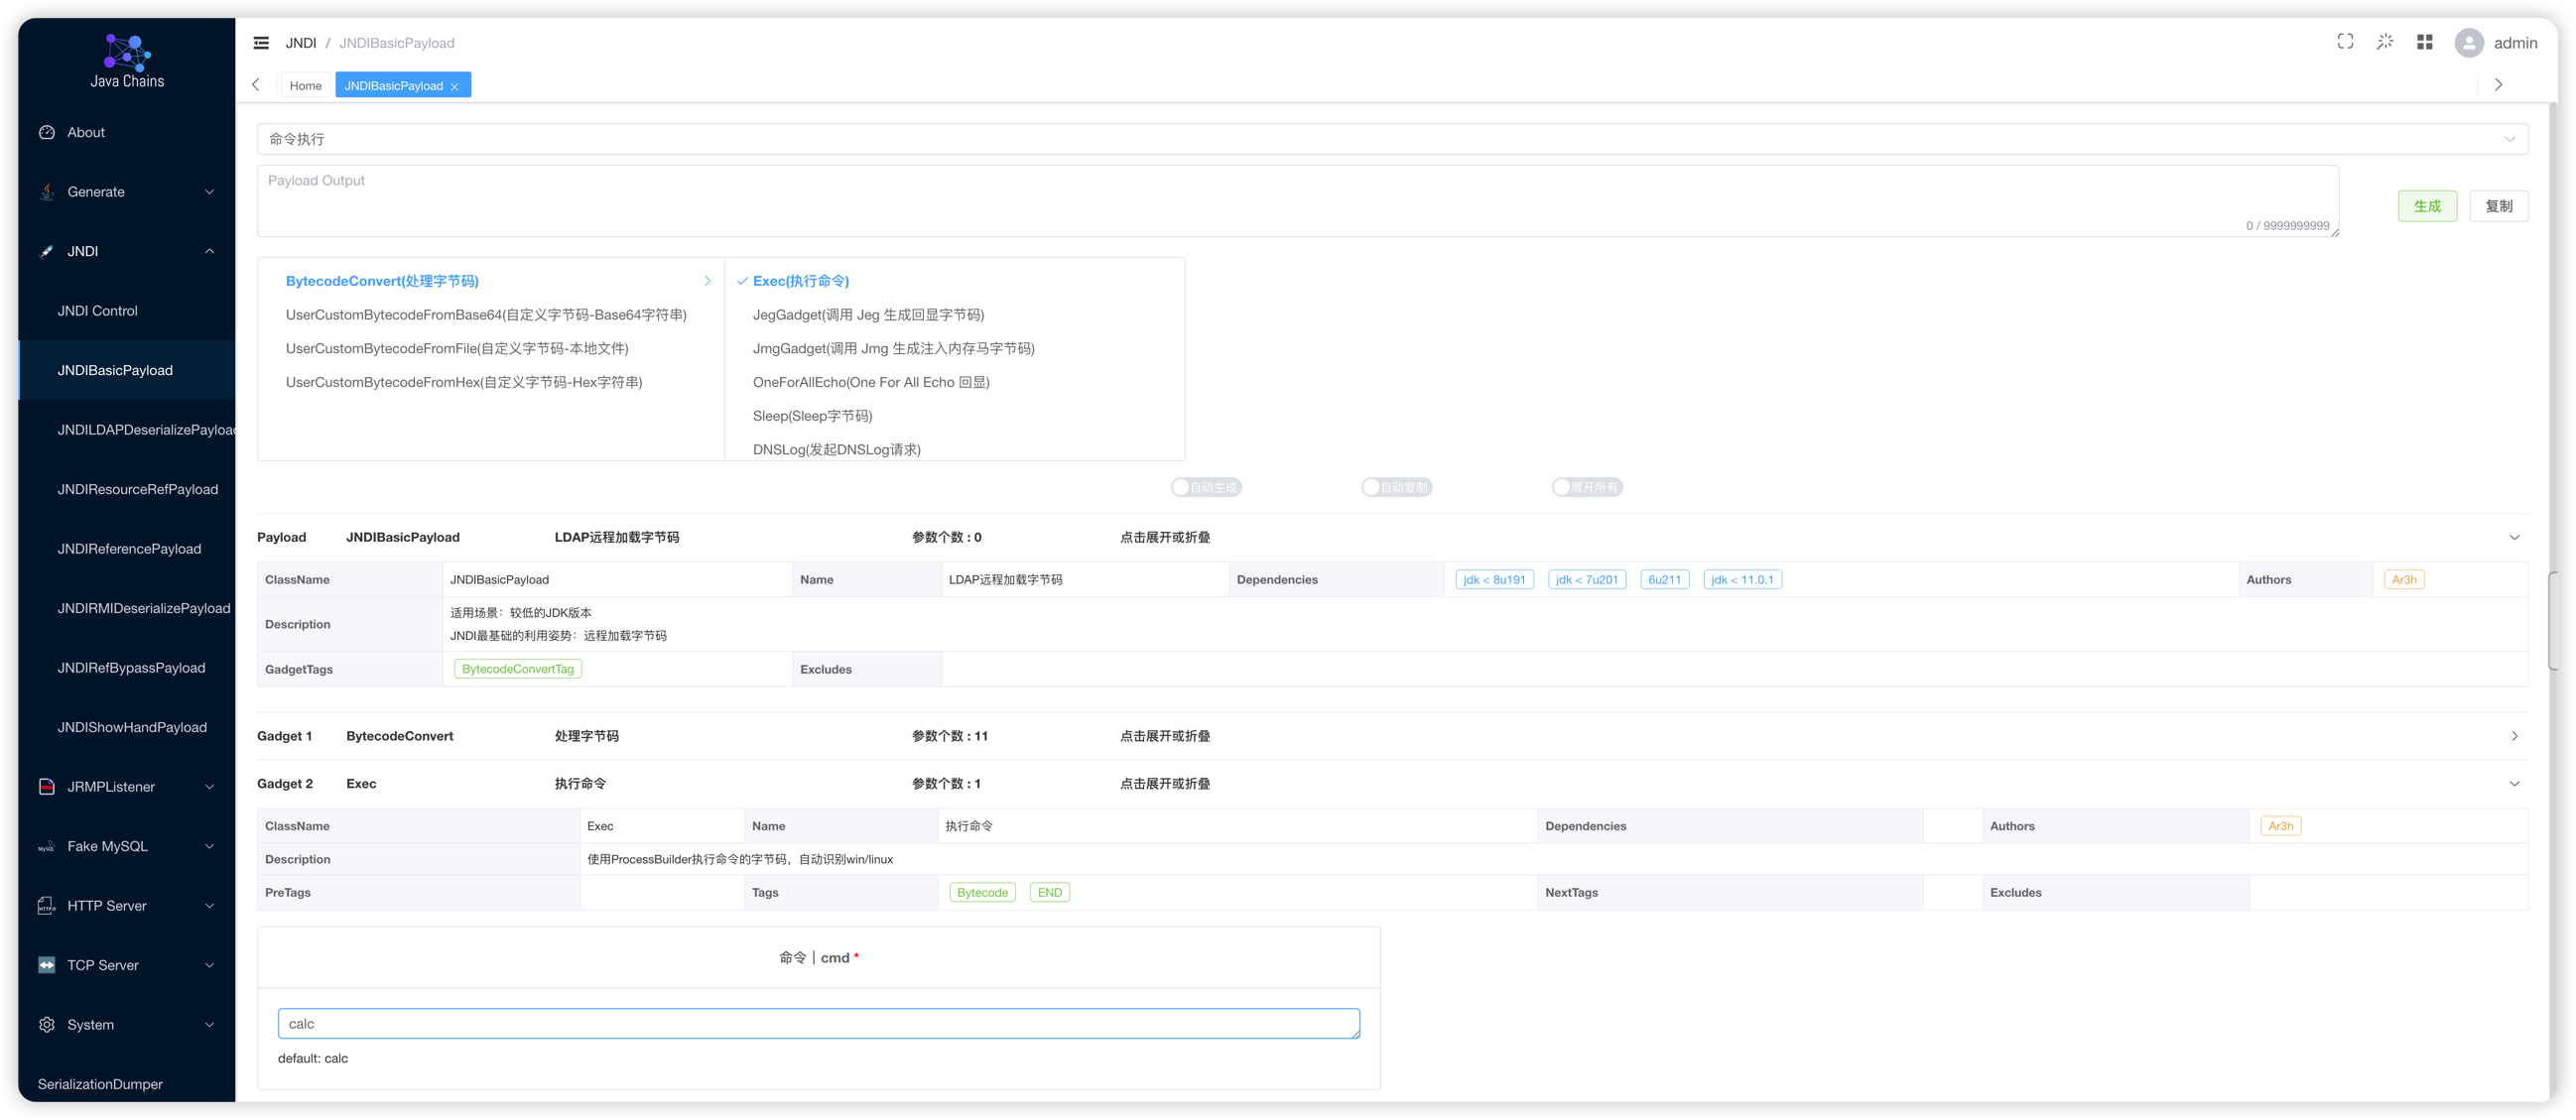 Java Chains
About
Generate
JNDI
JNDI Control
JNDIBasicPayload
JNDILDAPDeserializePayload
JNDIResourceRefPayload
JNDIReferencePayload
JNDIRMIDeserializePayload
JNDIRefBypassPayload
JNDIShowHandPayload
JRMPListener
Fake MySQL
HTTP Server
TCP Server
System
SerializationDumper
JNDI / JNDIBasicPayload
admin
Home JNDIBasicPayload
命令执行
Payload Output
0 / 9999999999
生成 复制
BytecodeConvert(处理字节码)
UserCustomBytecodeFromBase64(自定义字节码-Base64字符串)
UserCustomBytecodeFromFile(自定义字节码-本地文件)
UserCustomBytecodeFromHex(自定义字节码-Hex字符串)
Exec(执行命令)
JegGadget(调用 Jeg 生成回显字节码)
JmgGadget(调用 Jmg 生成注入内存马字节码)
OneForAllEcho(One For All Echo 回显)
Sleep(Sleep字节码)
DNSLog(发起DNSLog请求)
自动生成 自动复制 展开所有
Payload JNDIBasicPayload LDAP远程加载字节码 参数个数 : 0 点击展开或折叠
ClassName JNDIBasicPayload Name LDAP远程加载字节码 Dependencies jdk < 8u191 jdk < 7u201 6u211 jdk < 11.0.1 Authors Ar3h
Description 适用场景：较低的JDK版本
JNDI最基础的利用姿势：远程加载字节码
GadgetTags BytecodeConvertTag Excludes
Gadget 1 BytecodeConvert 处理字节码 参数个数 : 11 点击展开或折叠
Gadget 2 Exec 执行命令 参数个数 : 1 点击展开或折叠
ClassName Exec Name 执行命令 Dependencies Authors Ar3h
Description 使用ProcessBuilder执行命令的字节码，自动识别win/linux
PreTags Tags Bytecode END NextTags Excludes
命令 | cmd *
calc
default: calc